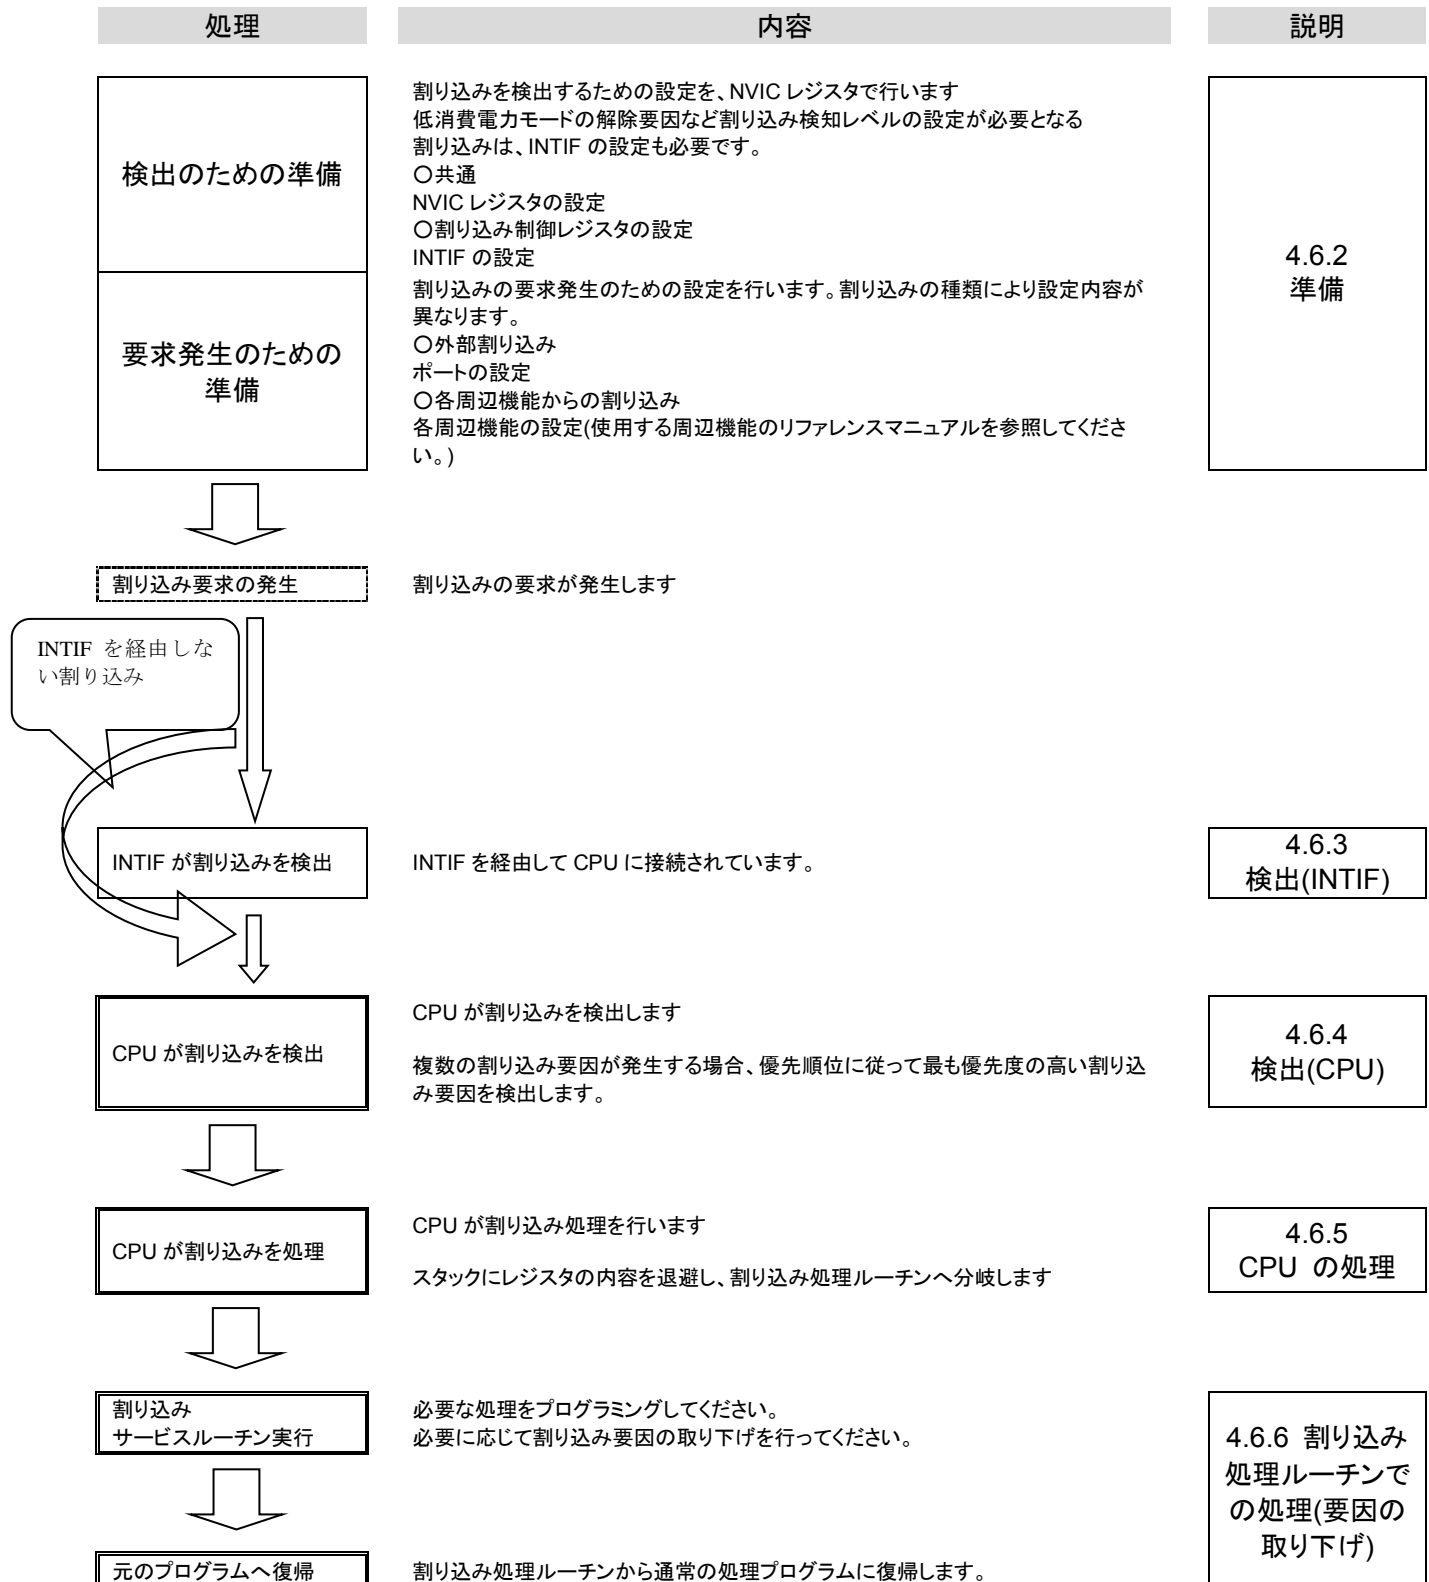 処理
内容
説明
検出のための準備
割り込みを検出するための設定を、NVIC レジスタで行います
低消費電力モードの解除要因など割り込み検知レベルの設定が必要となる
割り込みは、INTIF の設定も必要です。
〇共通
NVIC レジスタの設定
〇割り込み制御レジスタの設定
INTIF の設定
4.6.2
準備
要求発生のための
準備
割り込みの要求発生のための設定を行います。割り込みの種類により設定内容が
異なります。
〇外部割り込み
ポートの設定
〇各周辺機能からの割り込み
各周辺機能の設定(使用する周辺機能のリファレンスマニュアルを参照してくださ
い。)
割り込み要求の発生
割り込みの要求が発生します
INTIF を経由しな
い割り込み
INTIF が割り込みを検出
INTIF を経由して CPU に接続されています。
4.6.3
検出(INTIF)
CPU が割り込みを検出
CPU が割り込みを検出します
複数の割り込み要因が発生する場合、優先順位に従って最も優先度の高い割り込
み要因を検出します。
4.6.4
検出(CPU)
CPU が割り込みを処理
CPU が割り込み処理を行います
スタックにレジスタの内容を退避し、割り込み処理ルーチンへ分岐します
4.6.5
CPU の処理
割り込み
サービスルーチン実行
必要な処理をプログラミングしてください。
必要に応じて割り込み要因の取り下げを行ってください。
4.6.6 割り込み
処理ルーチンで
の処理(要因の
取り下げ)
元のプログラムへ復帰
割り込み処理ルーチンから通常の処理プログラムに復帰します。